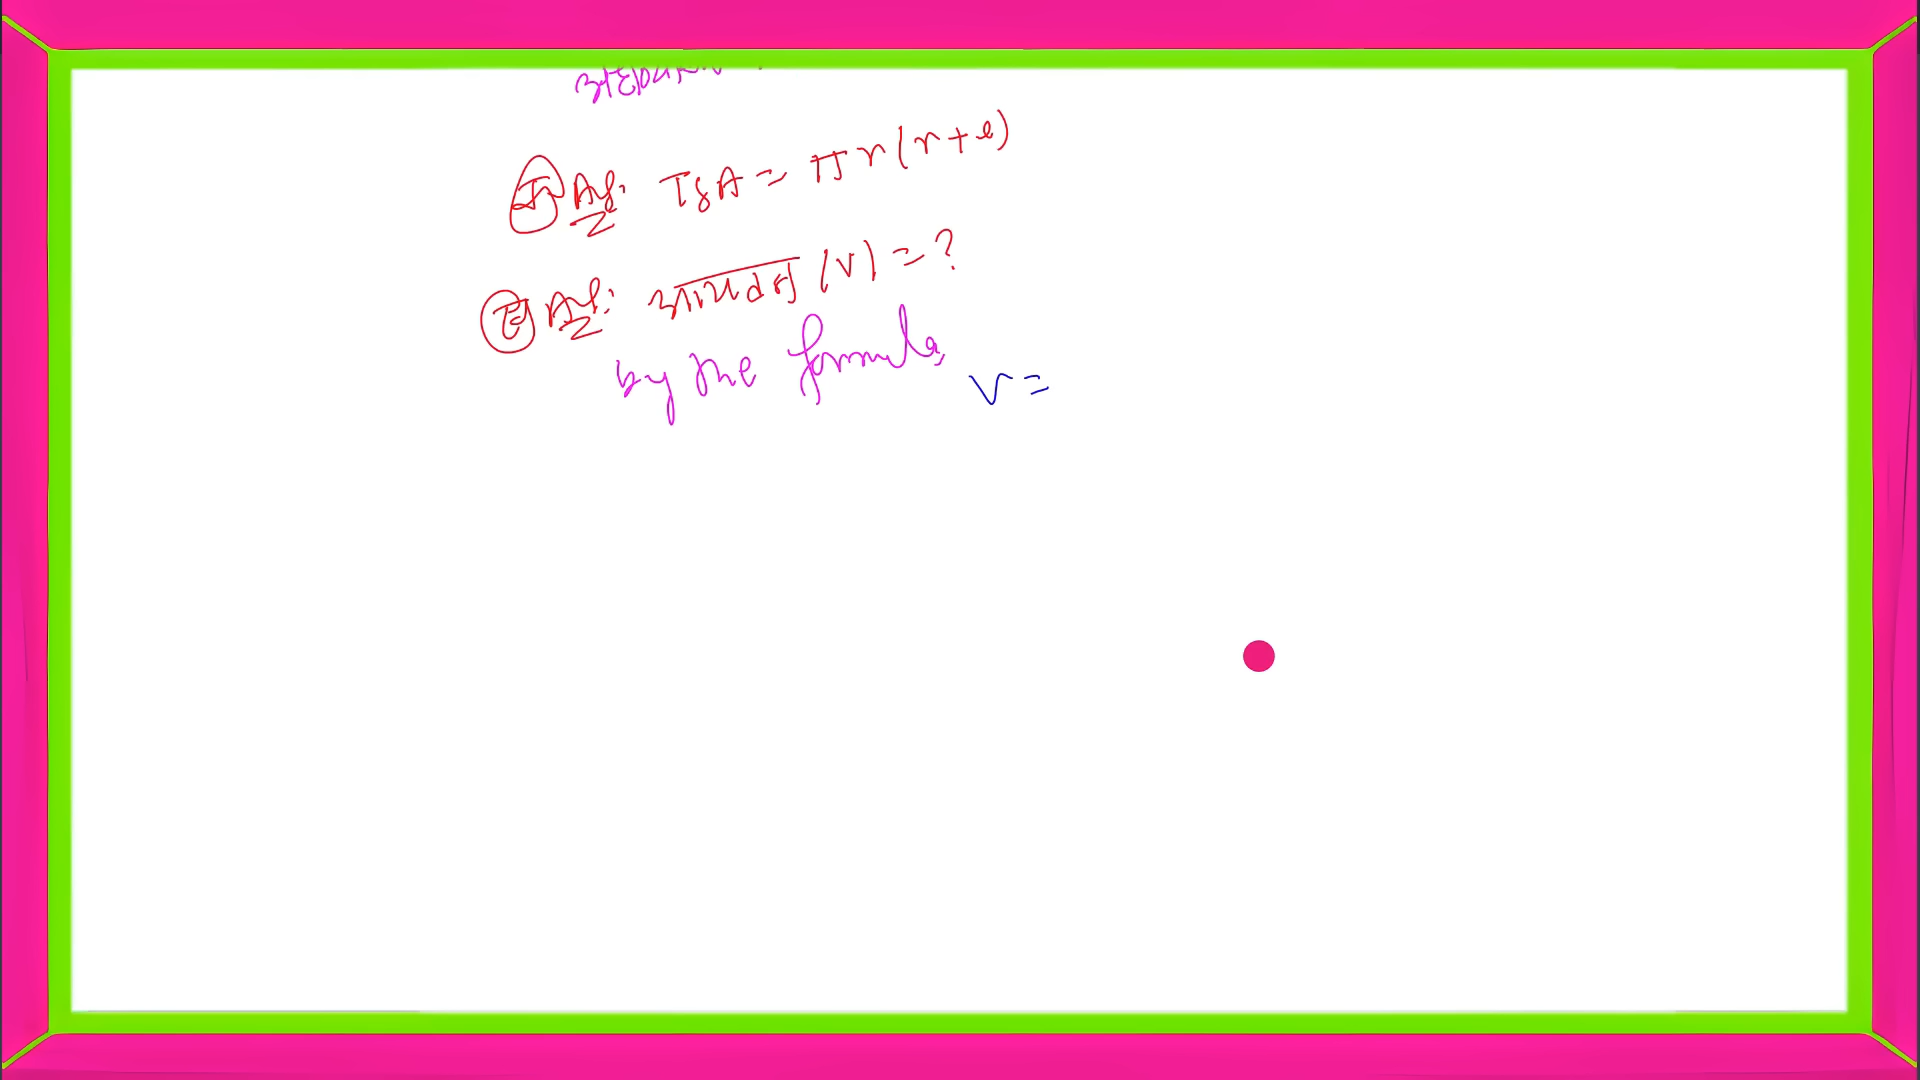 Ans: TSA = πr(r+l)
Ans: आयतन (V) = ?
by the formula, V =